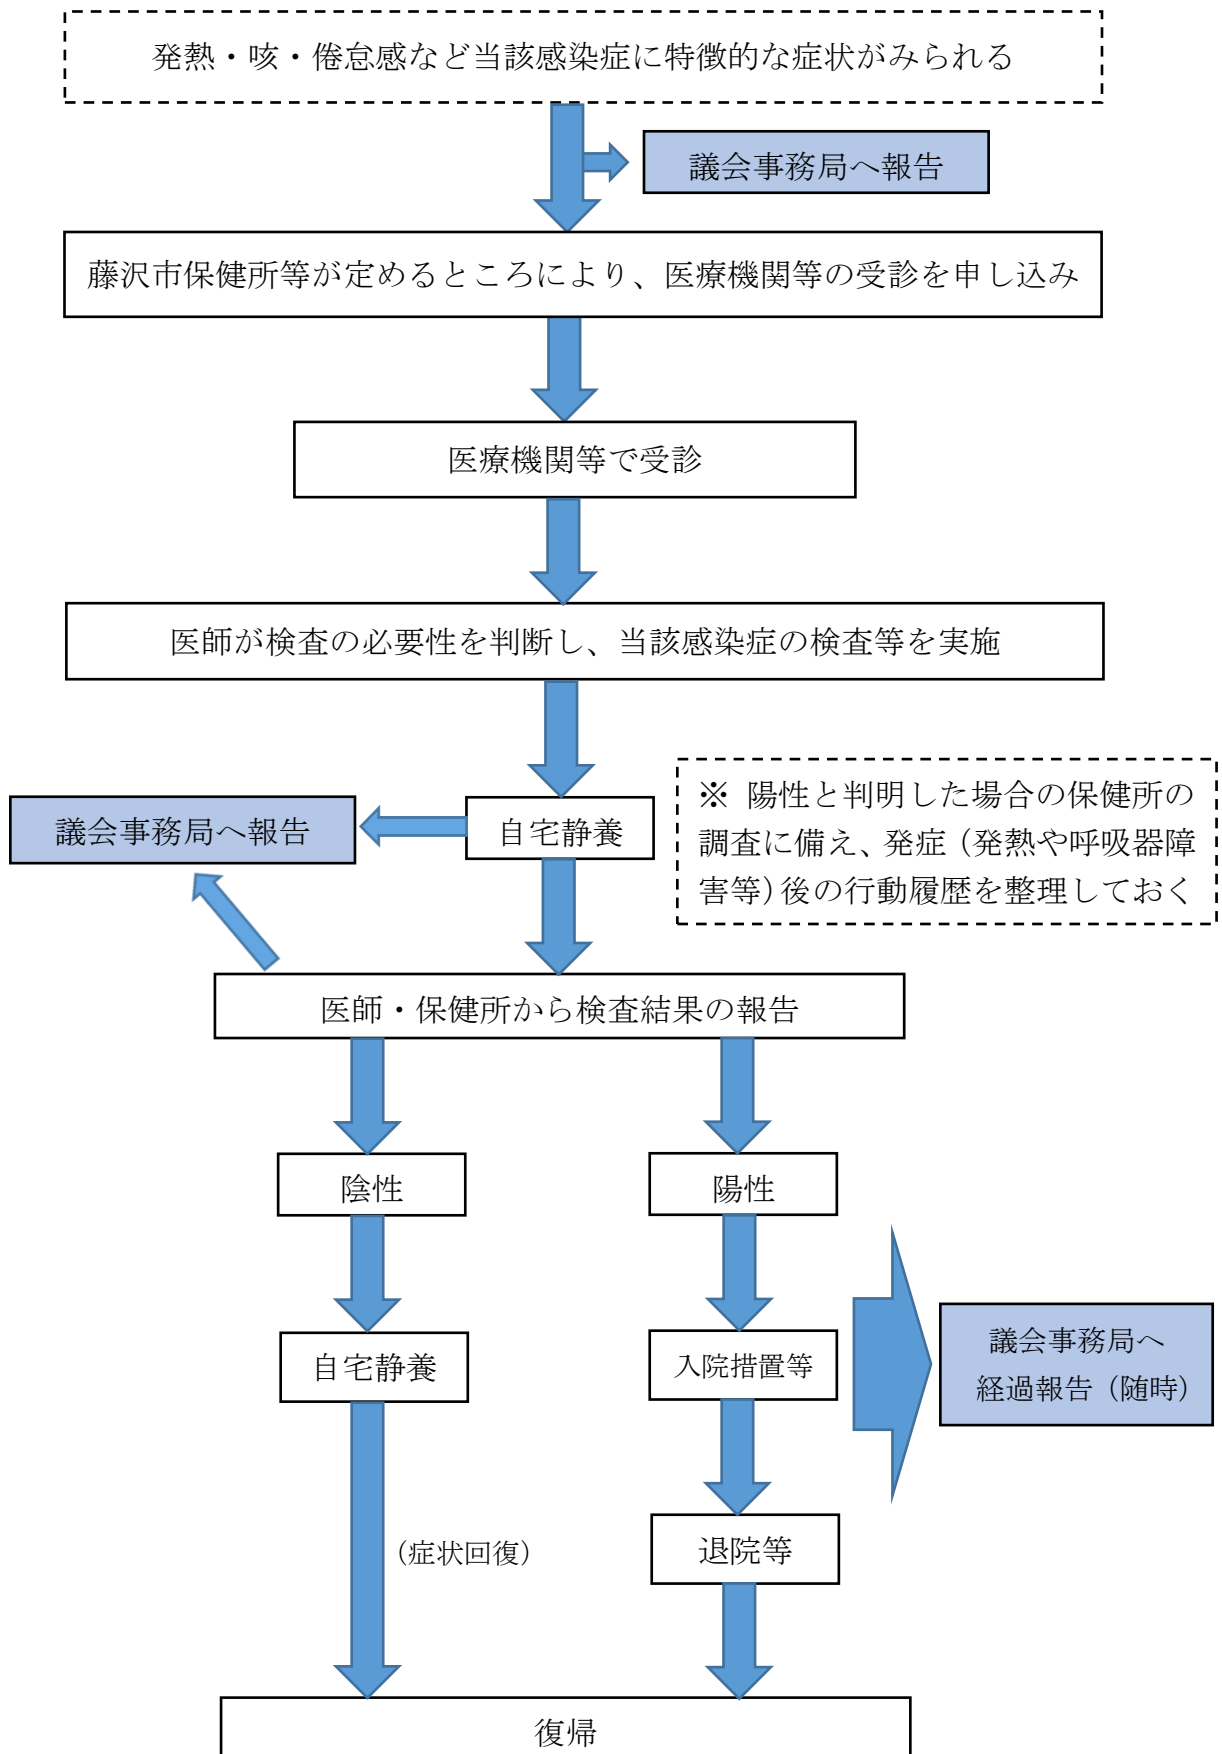 発熱・咳・倦怠感など当該感染症に特徴的な症状がみられる
議会事務局へ報告
藤沢市保健所等が定めるところにより、医療機関等の受診を申し込み
医療機関等で受診
医師が検査の必要性を判断し、当該感染症の検査等を実施
※ 陽性と判明した場合の保健所の
調査に備え、発症（発熱や呼吸器障
害等）後の行動履歴を整理しておく
議会事務局へ報告
自宅静養
医師・保健所から検査結果の報告
陰性
陽性
自宅静養
入院措置等
議会事務局へ
経過報告（随時）
（症状回復）
退院等
復帰